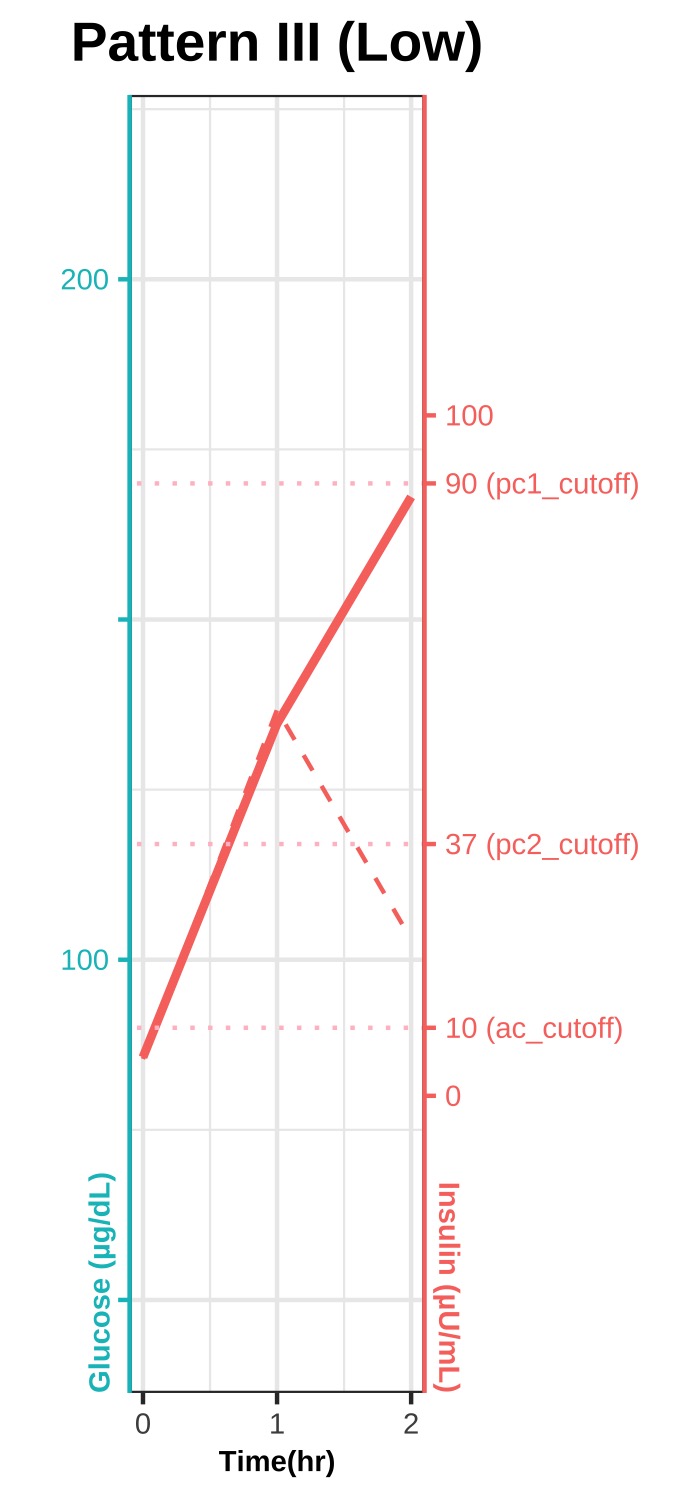 Pattern III (Low)
200
100
Glucose (µg/dL)
100
90 (pc1_cutoff)
37 (pc2_cutoff)
10 (ac_cutoff)
0
Insulin (µU/mL)
0 1 2
Time(hr)